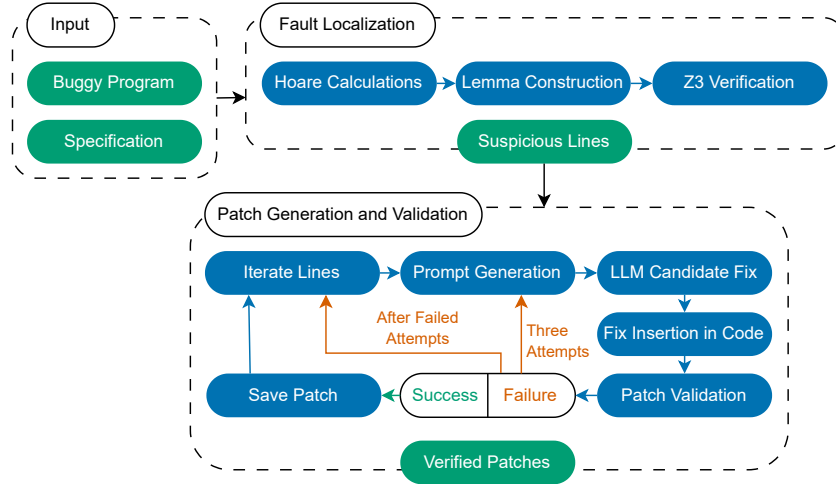 Input
Buggy Program
Specification
Fault Localization
Hoare Calculations
Lemma Construction
Z3 Verification
Suspicious Lines
Patch Generation and Validation
Iterate Lines
Prompt Generation
LLM Candidate Fix
After Failed
Attempts
Three
Attempts
Fix Insertion in Code
Save Patch
Success
Failure
Patch Validation
Verified Patches